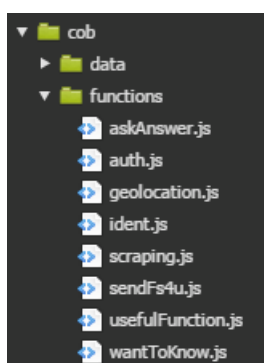 cob
data
functions
askAnswer.js
auth.js
geolocation.js
ident.js
scraping.js
sendFs4u.js
usefulFunction.js
wantToKnow.js